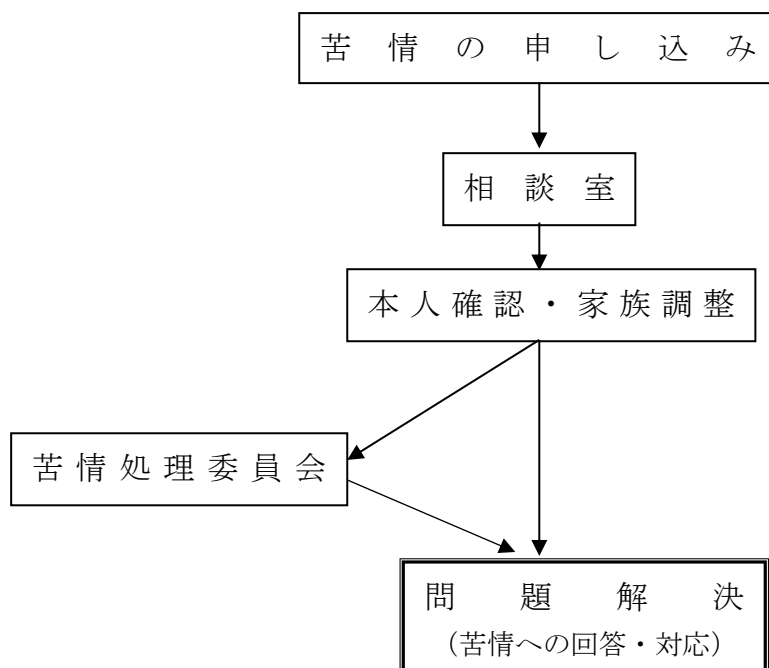 苦情の申し込み
相談室
本人確認・家族調整
苦情処理委員会
問題解決
（苦情への回答・対応）